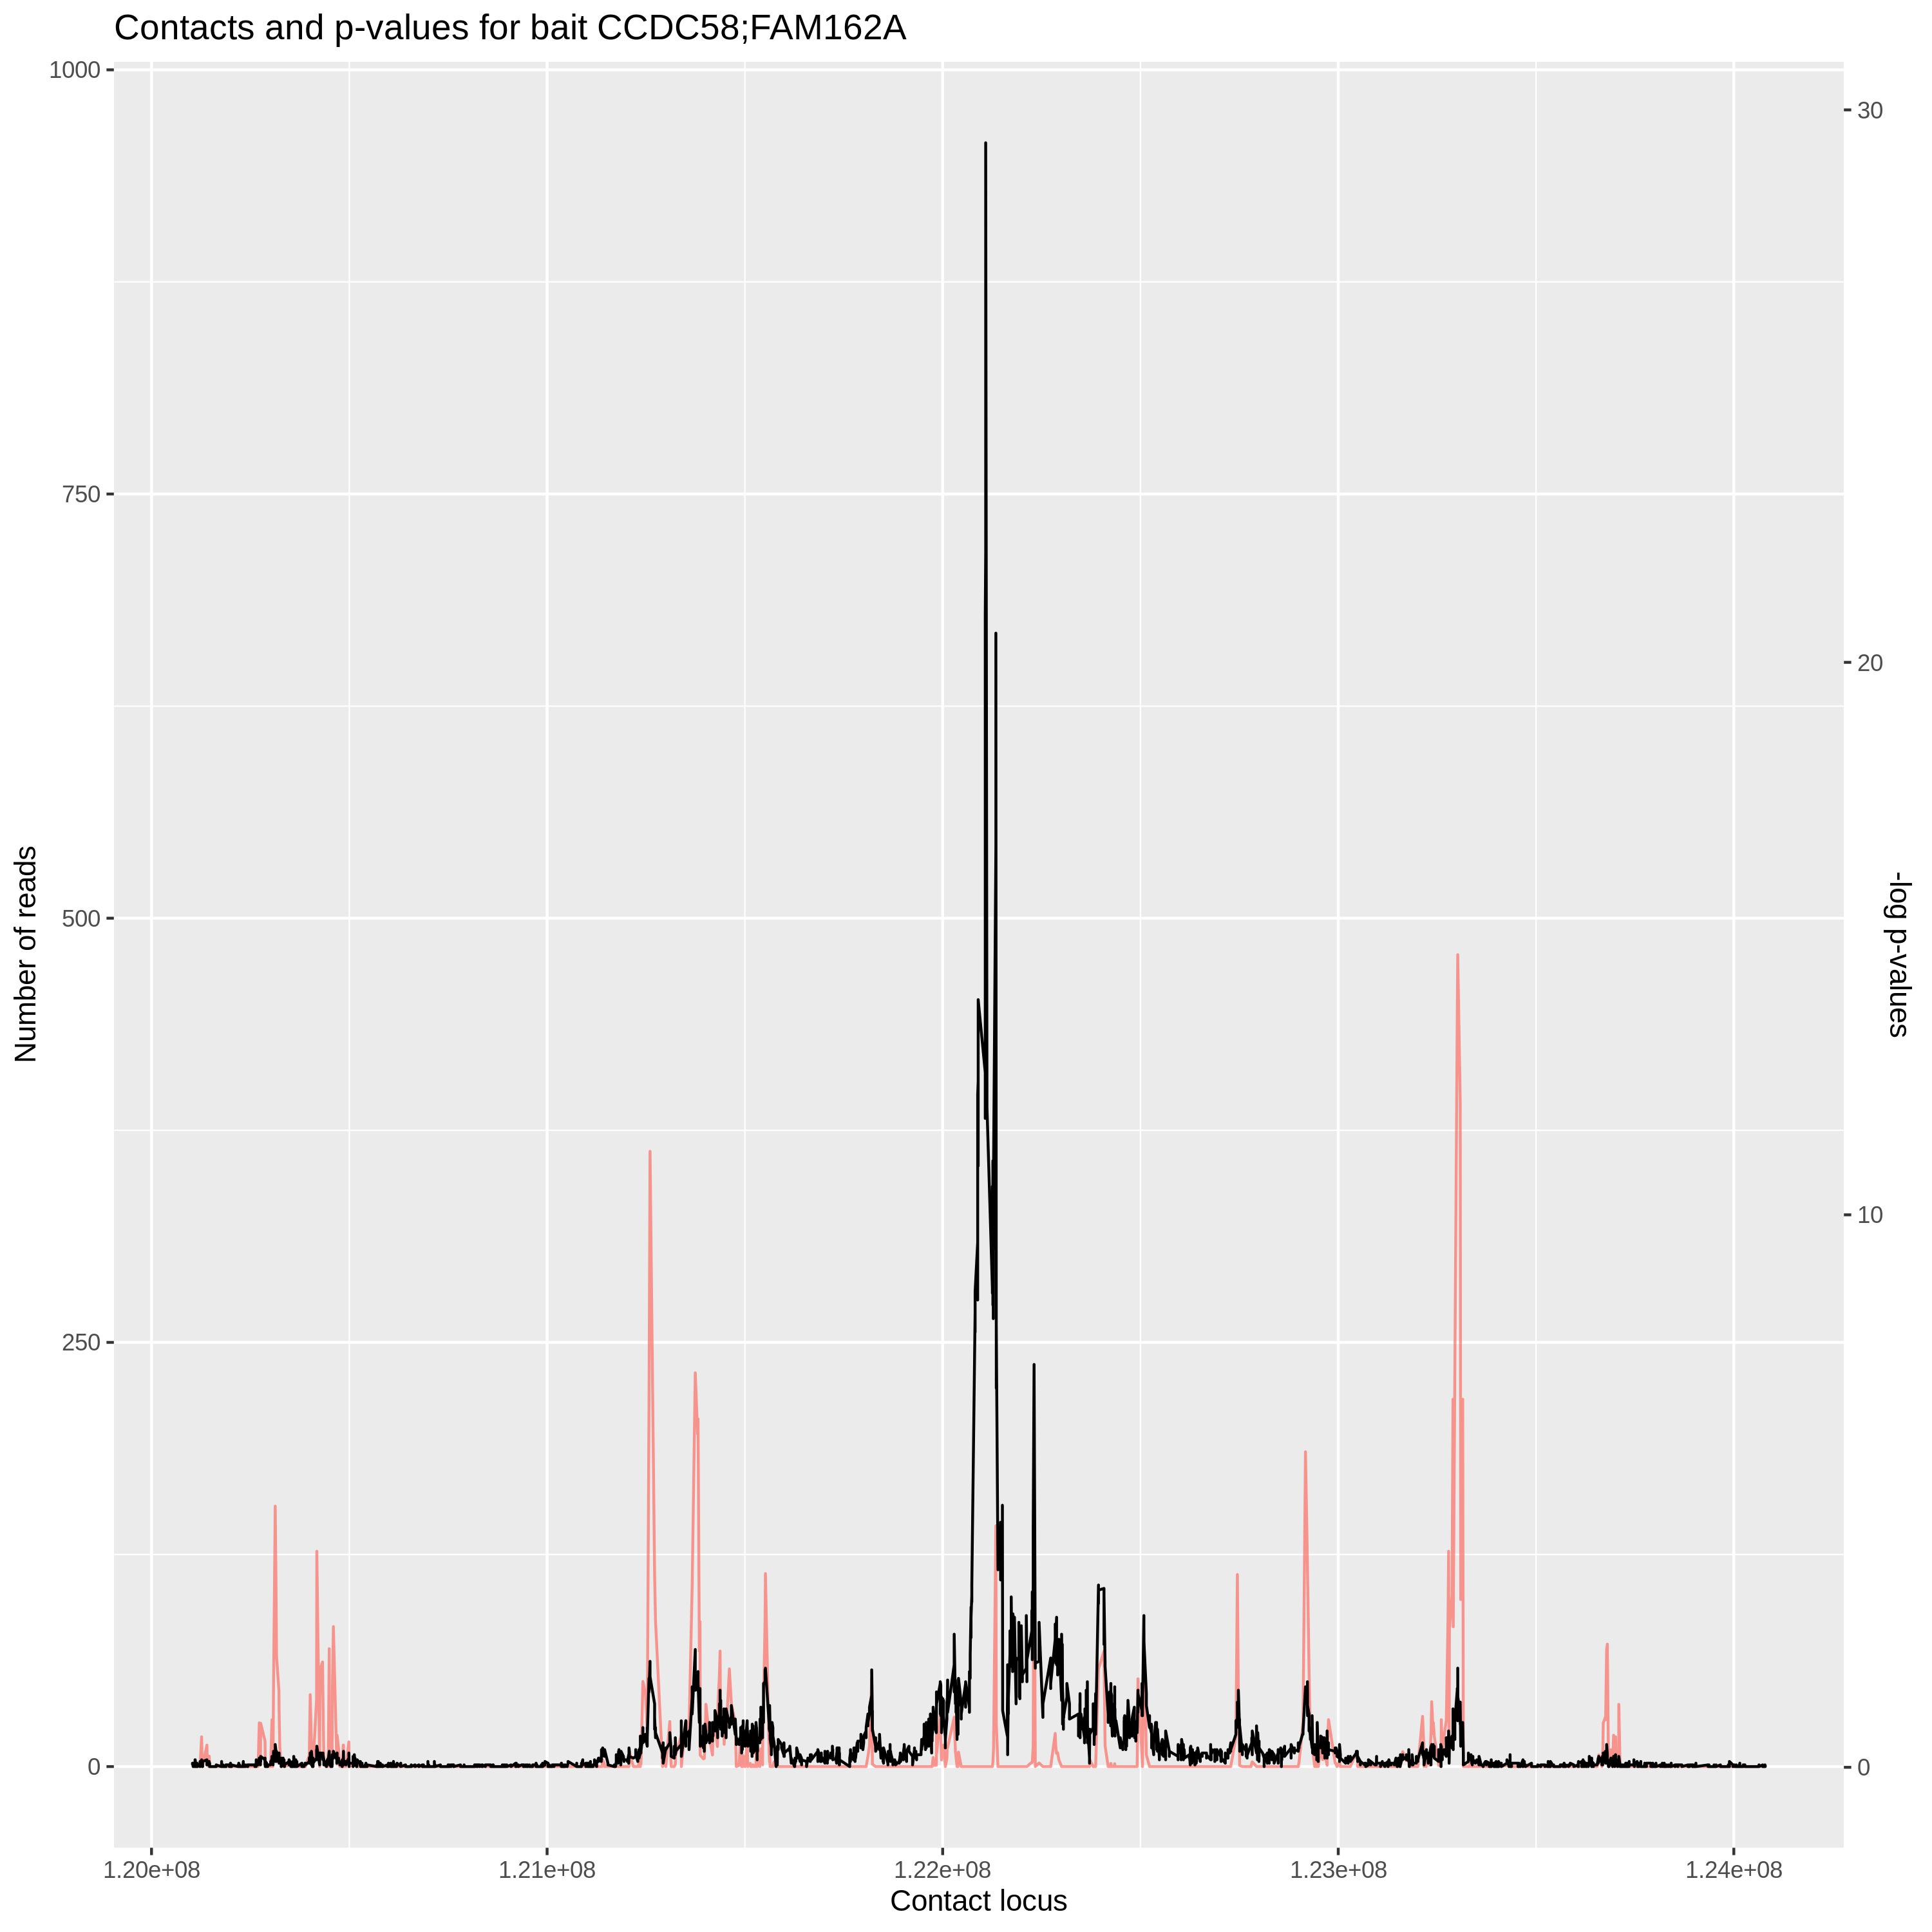 Contacts and p-values for bait CCDC58;FAM162A
1000
750
500
250
0
Number of reads
30
20
10
0
-log p-values
1.20e+08
1.21e+08
1.22e+08
1.23e+08
1.24e+08
Contact locus